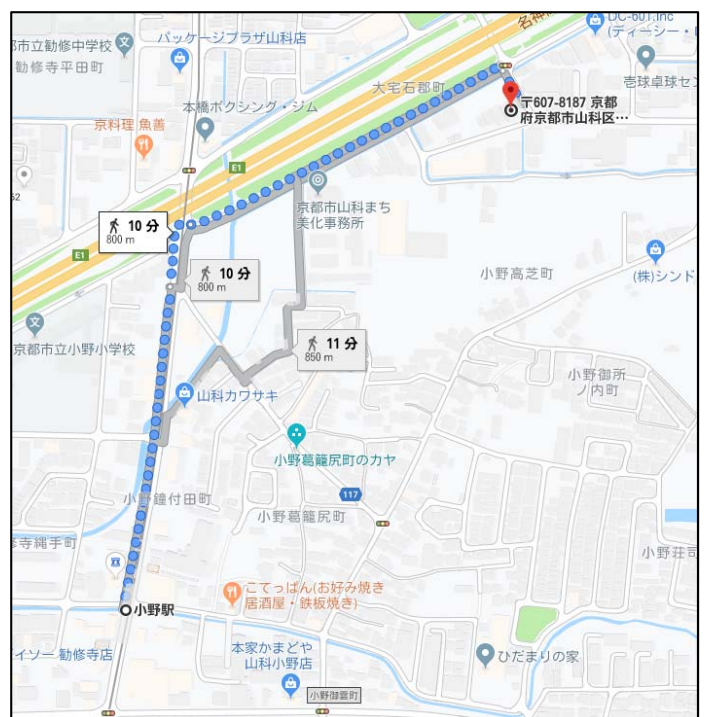 DC-601.Inc
(ディーシー・ロ
名神高
都市立勧修中学校
勧修寺平田町
パッケージプラザ山科店
大宅石郡町
壱球卓球セン
本橋ボクシング・ジム
〒607-8187 京都
府京都市山科区…
京料理 魚善
E1
京都市山科まち
美化事務所
10 分
800 m
E1
10 分
800 m
小野高芝町
(株)シンド
京都市立小野小学校
11 分
850 m
小野御所
ノ内町
山科カワサキ
小野葛籠尻町のカヤ
117
小野鐘付田町
小野葛籠尻町
寺縄手町
小野荘司
小野駅
こてっぱん(お好み焼き
居酒屋・鉄板焼き)
イソー 勧修寺店
本家かまどや
山科小野店
ひだまりの家
小野御霊町